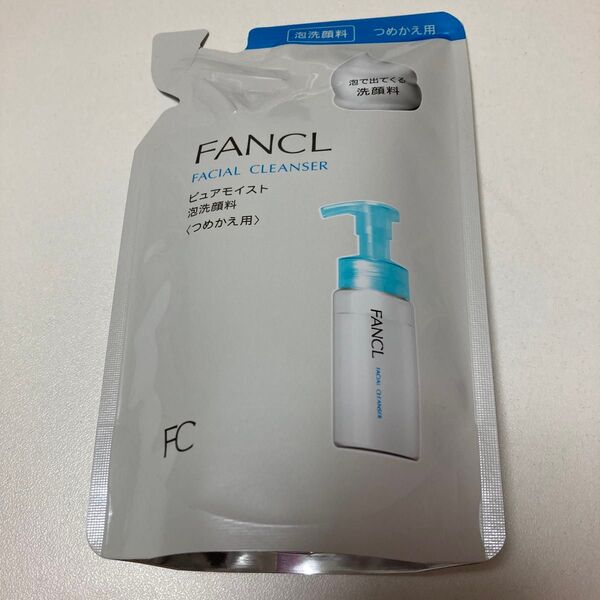 泡洗顔料 つめかえ用
泡で出てくる
洗顔料
FANCL
FACIAL CLEANSER
ピュアモイスト
泡洗顔料
〈つめかえ用〉
FANCL
FACIAL CLEANSER
FC